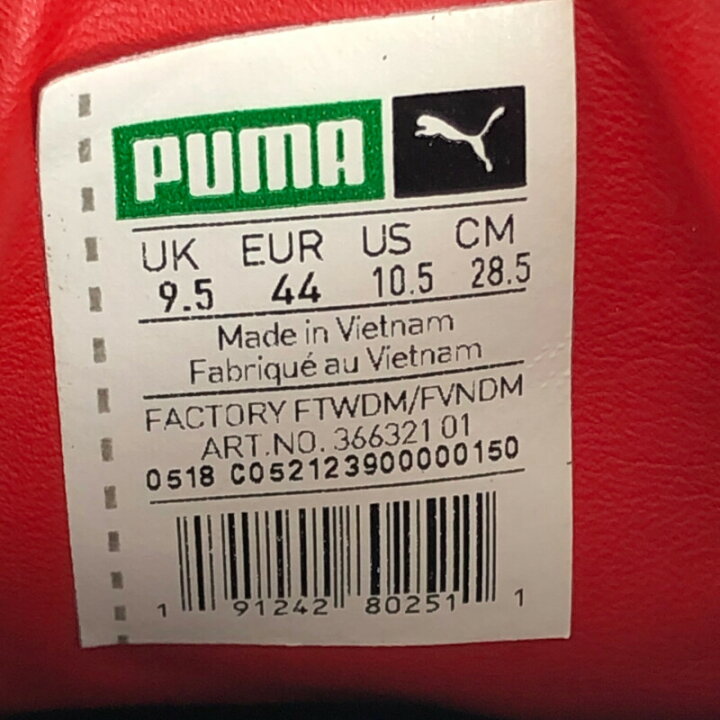 PUMA
UK EUR US CM
9.5 44 10.5 28.5
Made in Vietnam
Fabriqué au Vietnam
FACTORY FTWDM/FVNDM
ART.NO. 366321 01
0518 C052123900000150
1 91242 80251 1